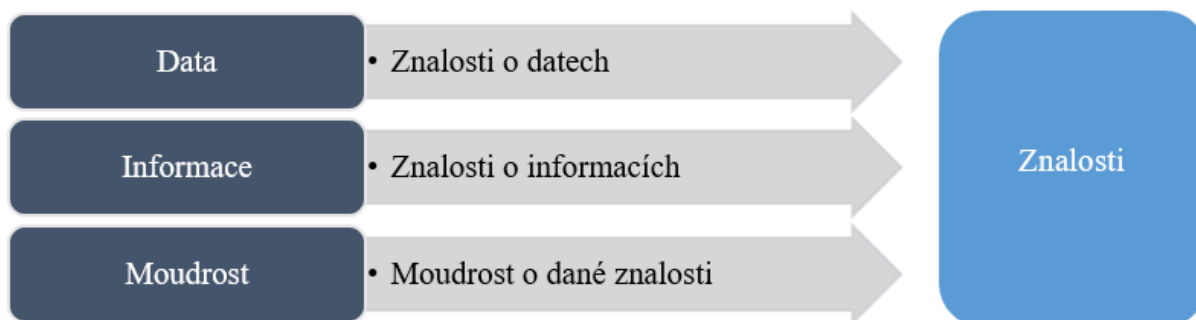 Data
• Znalosti o datech
Informace
• Znalosti o informacích
Moudrost
• Moudrost o dané znalosti
Znalosti